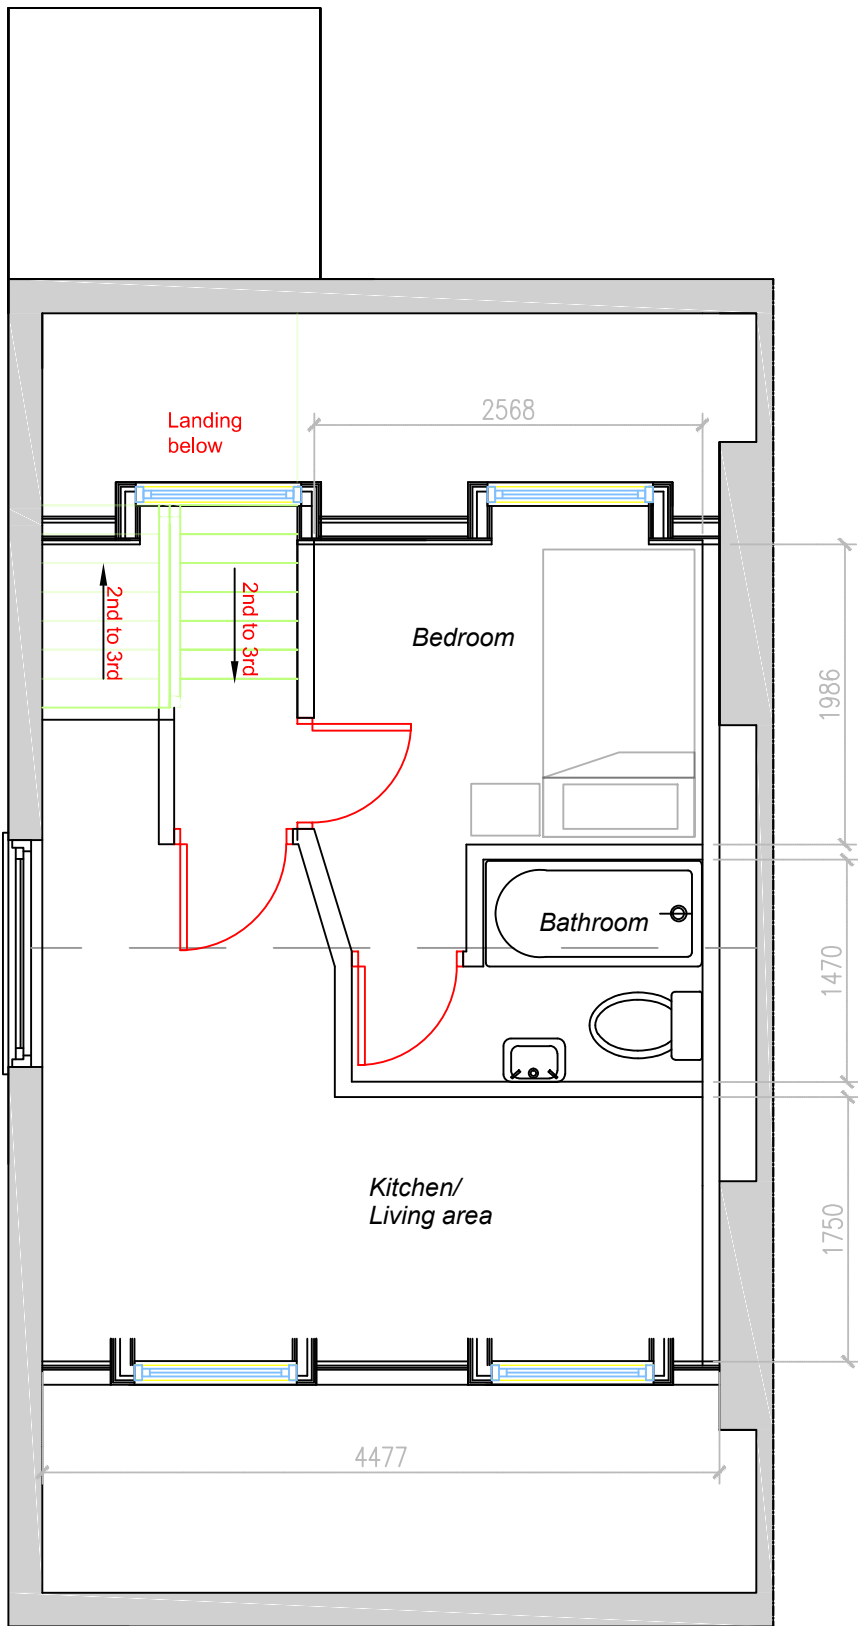 Landing
below
2568
2nd to 3rd
2nd to 3rd
Bedroom
1986
Bathroom
1470
Kitchen/
Living area
1750
4477